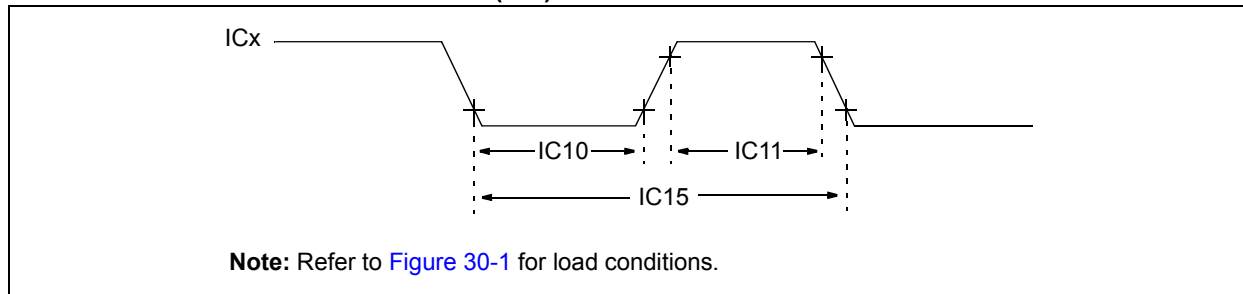 ICx
IC10
IC11
IC15
Note: Refer to Figure 30-1 for load conditions.